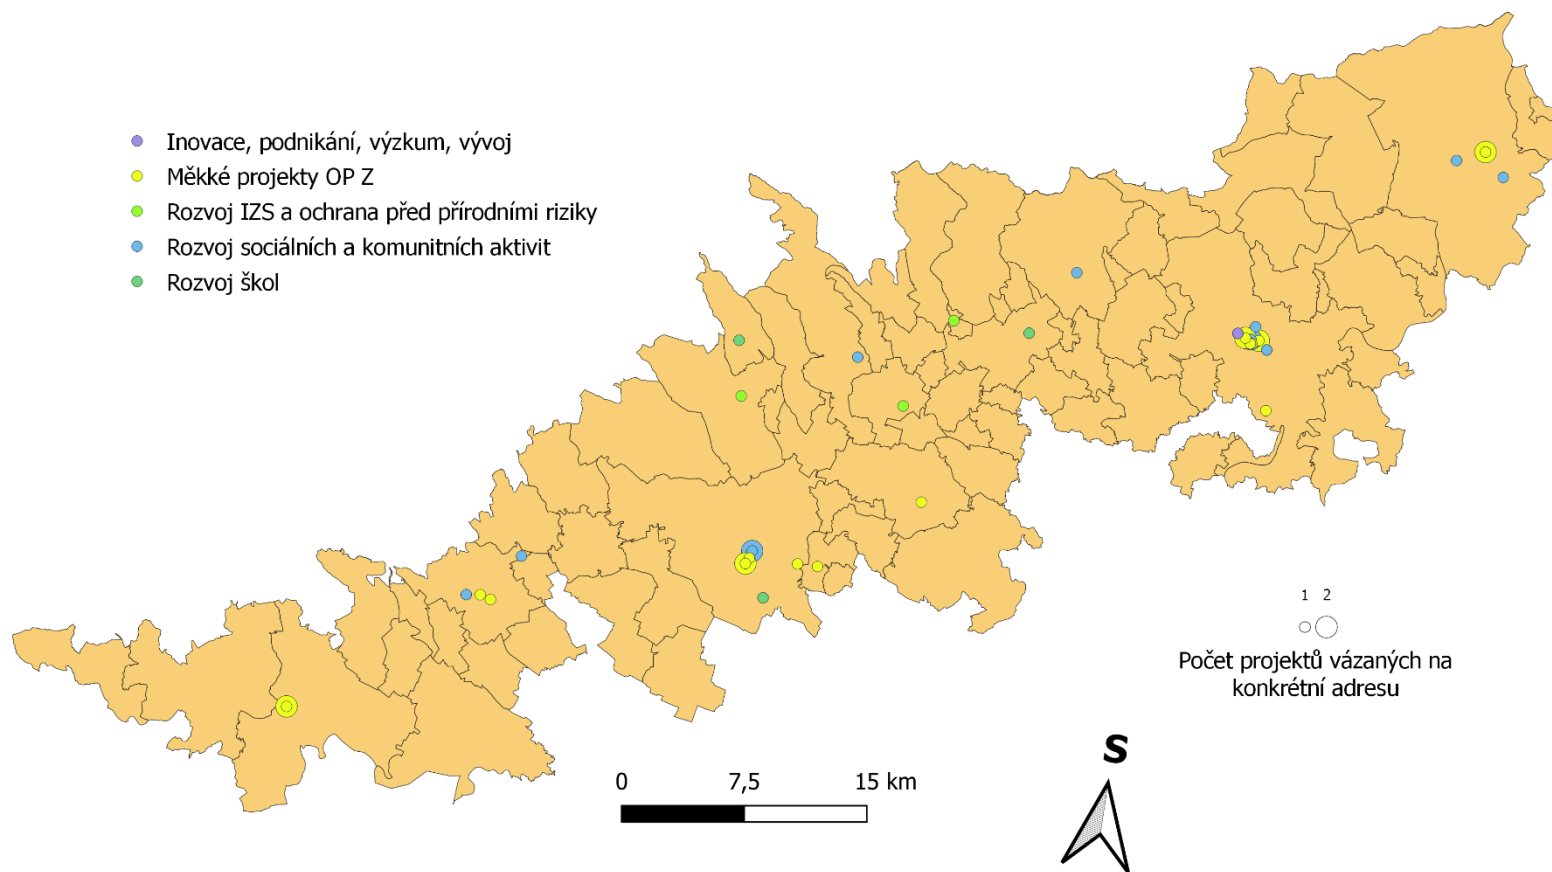 Inovace, podnikání, výzkum, vývoj
Měkké projekty OP Z
Rozvoj IZS a ochrana před přírodními riziky
Rozvoj sociálních a komunitních aktivit
Rozvoj škol
1 2
Počet projektů vázaných na
konkrétní adresu
S
0 7,5 15 km